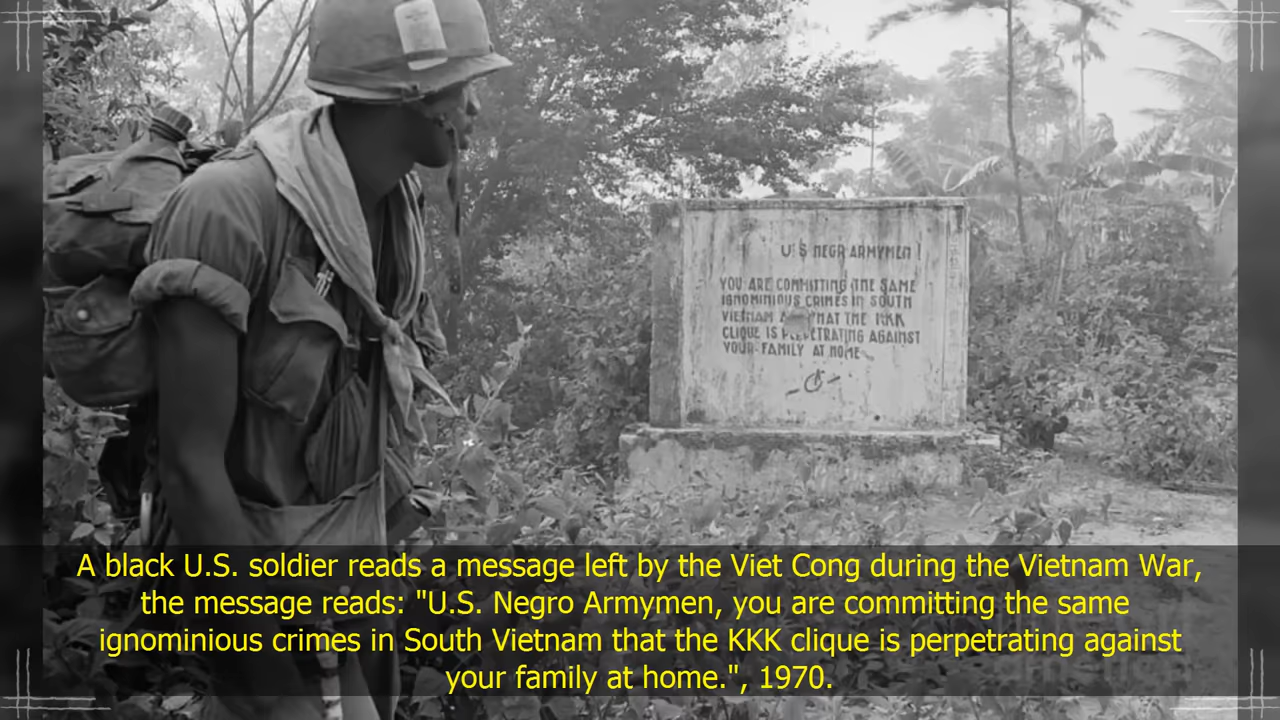 U.S NEGR ARMYMEN !
YOU ARE COMMITTING THE SAME
IGNOMINIOUS CRIMES IN SOUTH
VIETNAM THAT THE KKK
CLIQUE IS PERPETRATING AGAINST
YOUR FAMILY AT HOME
A black U.S. soldier reads a message left by the Viet Cong during the Vietnam War,
the message reads: "U.S. Negro Armymen, you are committing the same
ignominious crimes in South Vietnam that the KKK clique is perpetrating against
your family at home.", 1970.